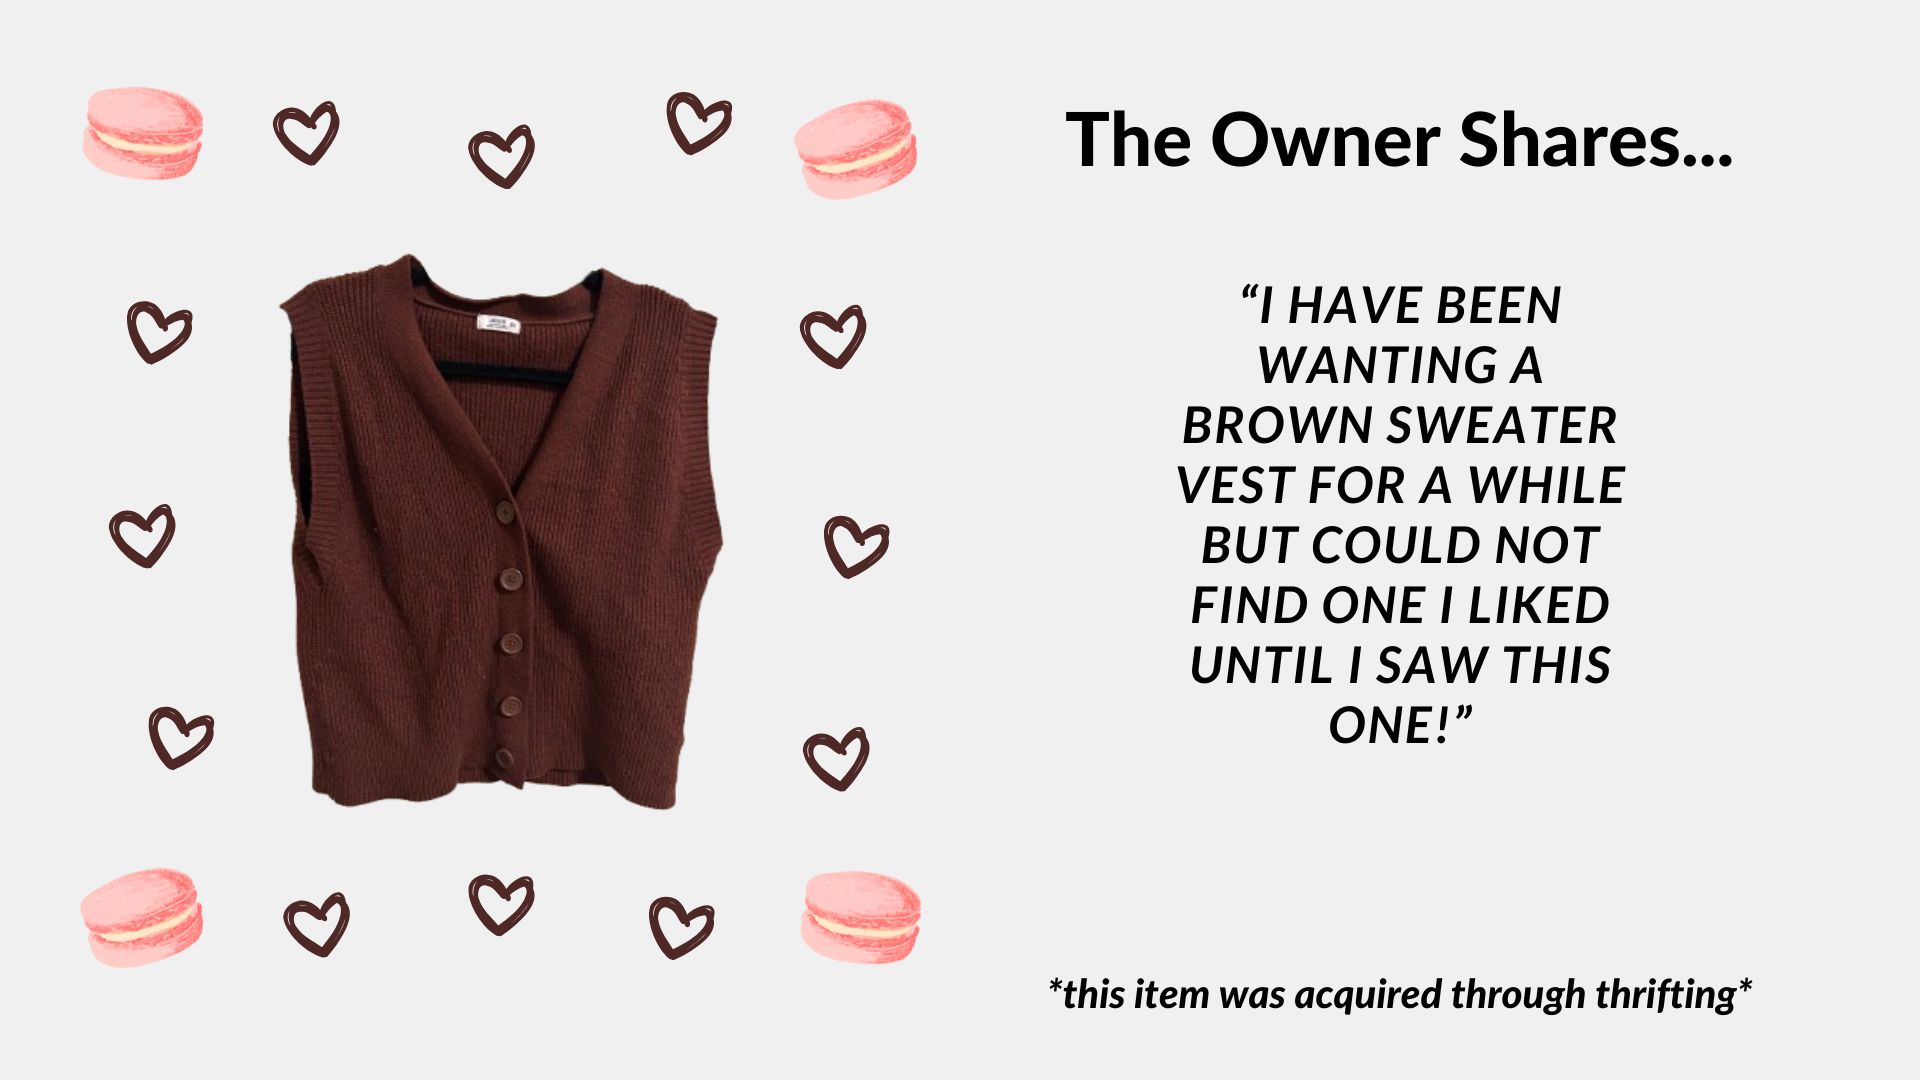 The Owner Shares...
“I HAVE BEEN
WANTING A
BROWN SWEATER
VEST FOR A WHILE
BUT COULD NOT
FIND ONE I LIKED
UNTIL I SAW THIS
ONE!”
*this item was acquired through thrifting*